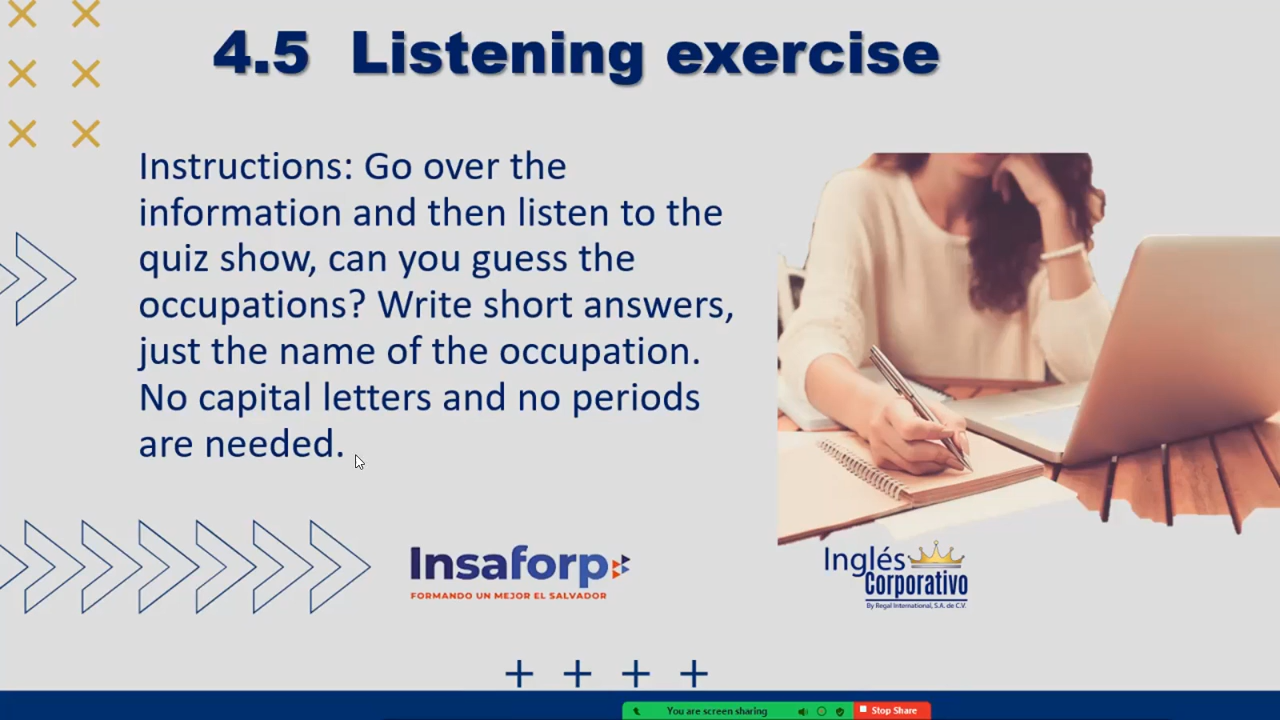 4.5 Listening exercise
Instructions: Go over the
information and then listen to the
quiz show, can you guess the
occupations? Write short answers,
just the name of the occupation.
No capital letters and no periods
are needed.
Insaforp
FORMANDO UN MEJOR EL SALVADOR
Inglés
Corporativo
By Regal International, S.A. de C.V.
You are screen sharing
Stop Share